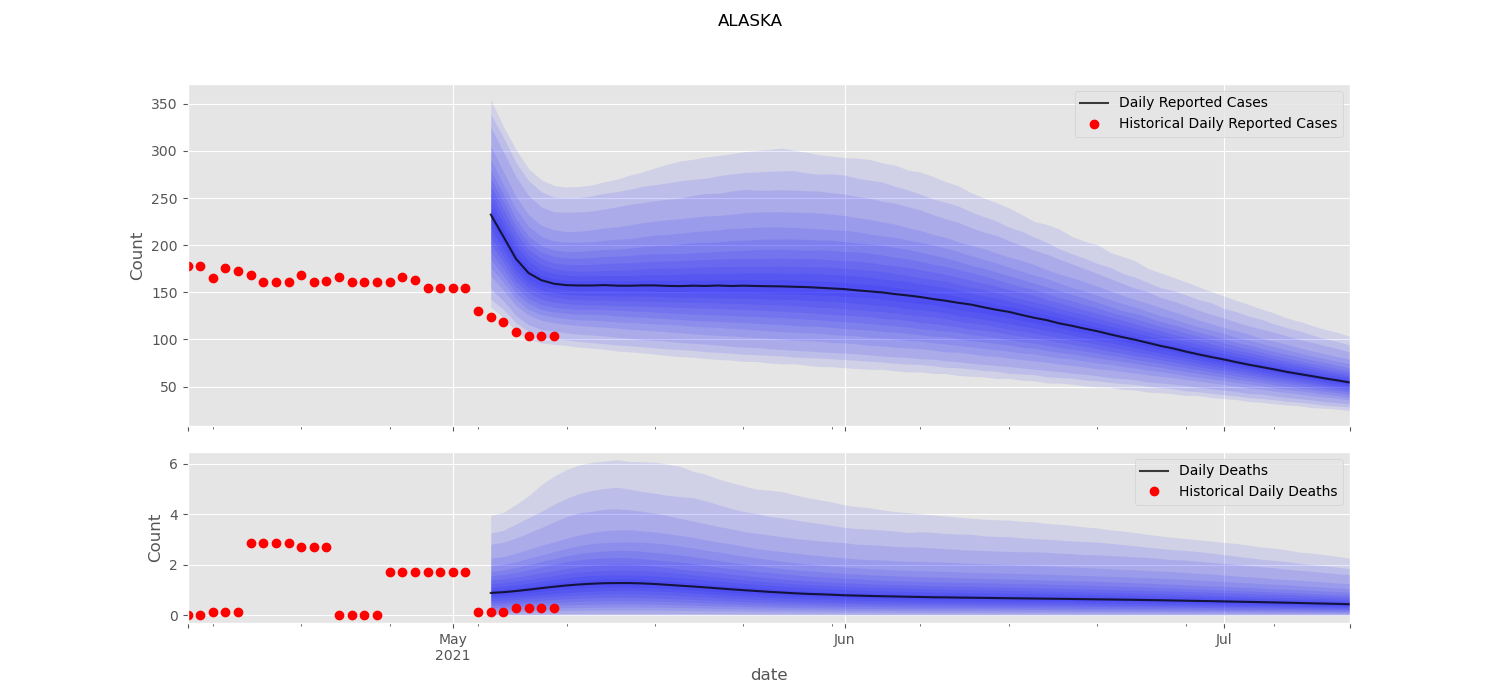 ALASKA
350
300
250
200
150
100
50
Count
Daily Reported Cases
Historical Daily Reported Cases
6
4
2
0
Count
Daily Deaths
Historical Daily Deaths
May
2021
Jun
Jul
date